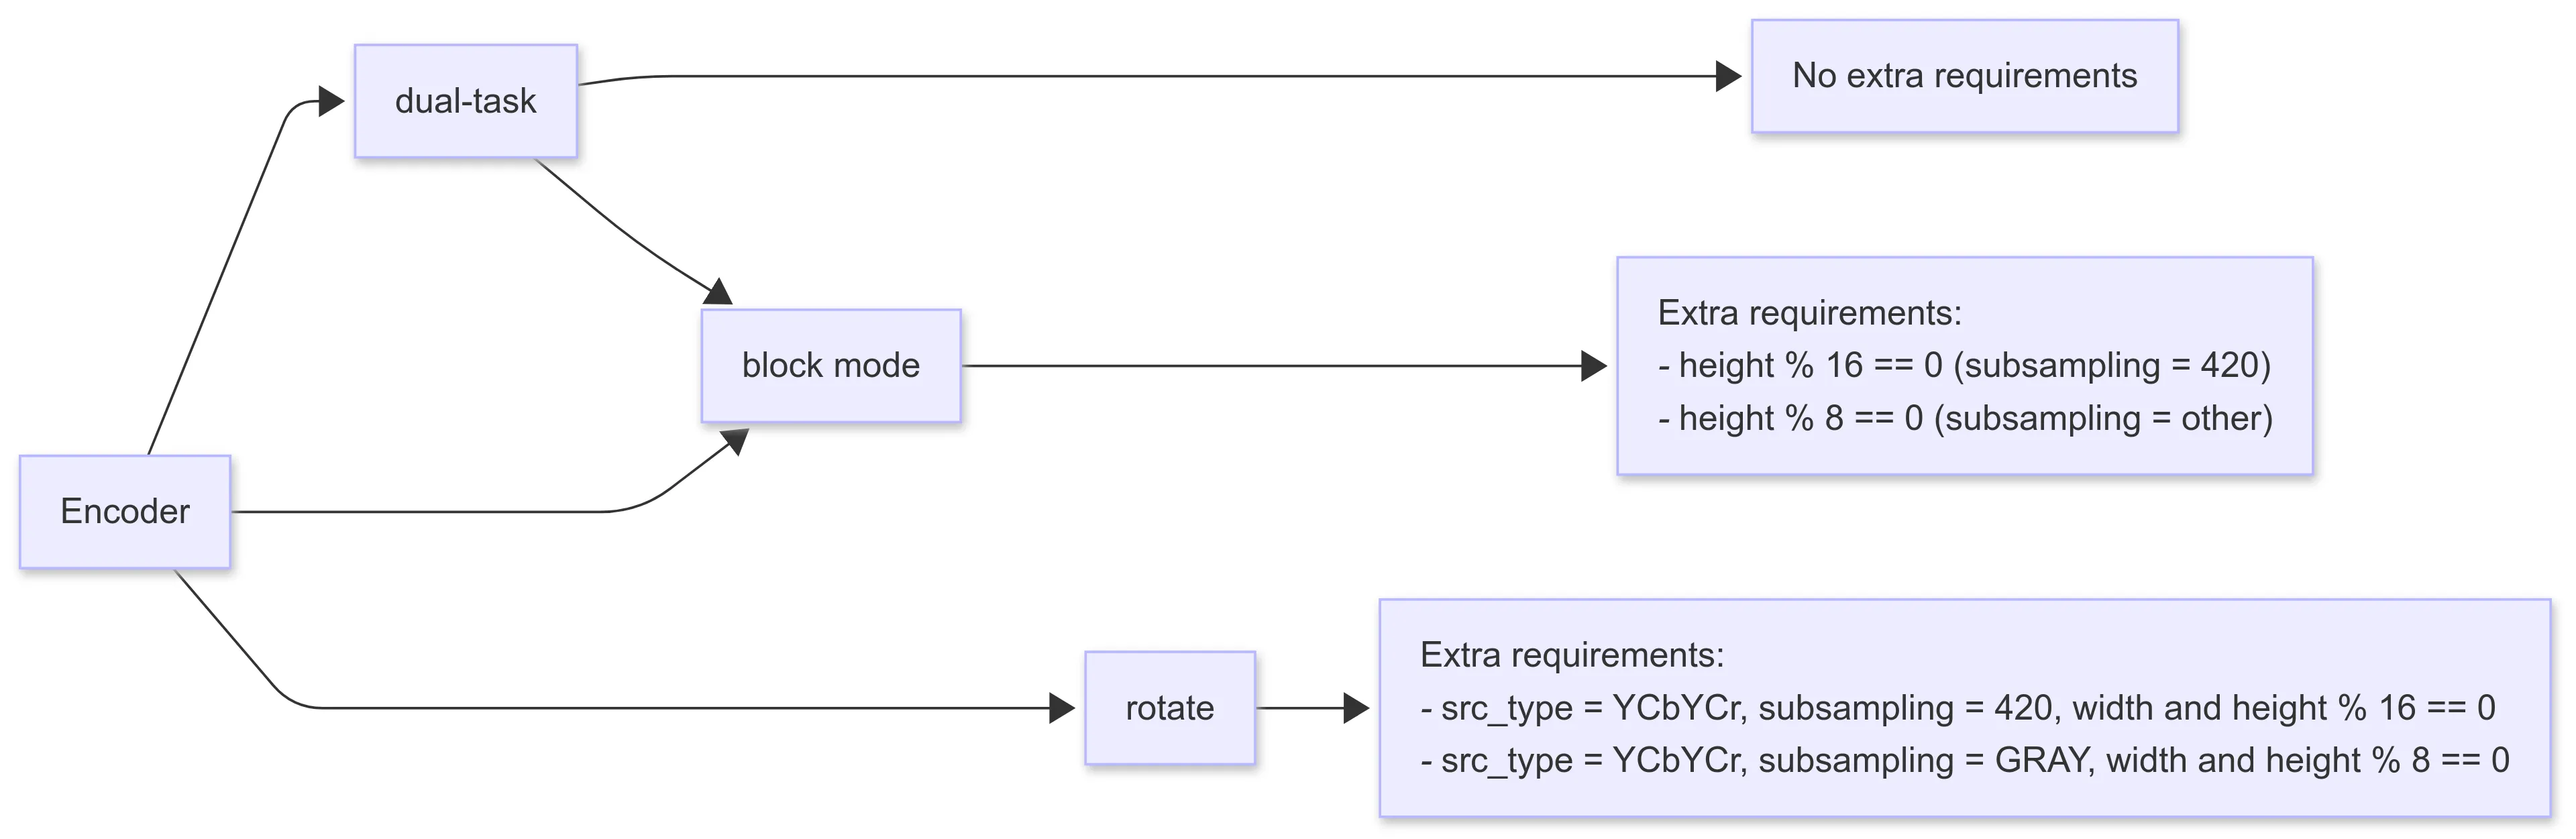 dual-task
No extra requirements
block mode
Extra requirements:
- height % 16 == 0 (subsampling = 420)
- height % 8 == 0 (subsampling = other)
Encoder
rotate
Extra requirements:
- src_type = YCbYCr, subsampling = 420, width and height % 16 == 0
- src_type = YCbYCr, subsampling = GRAY, width and height % 8 == 0